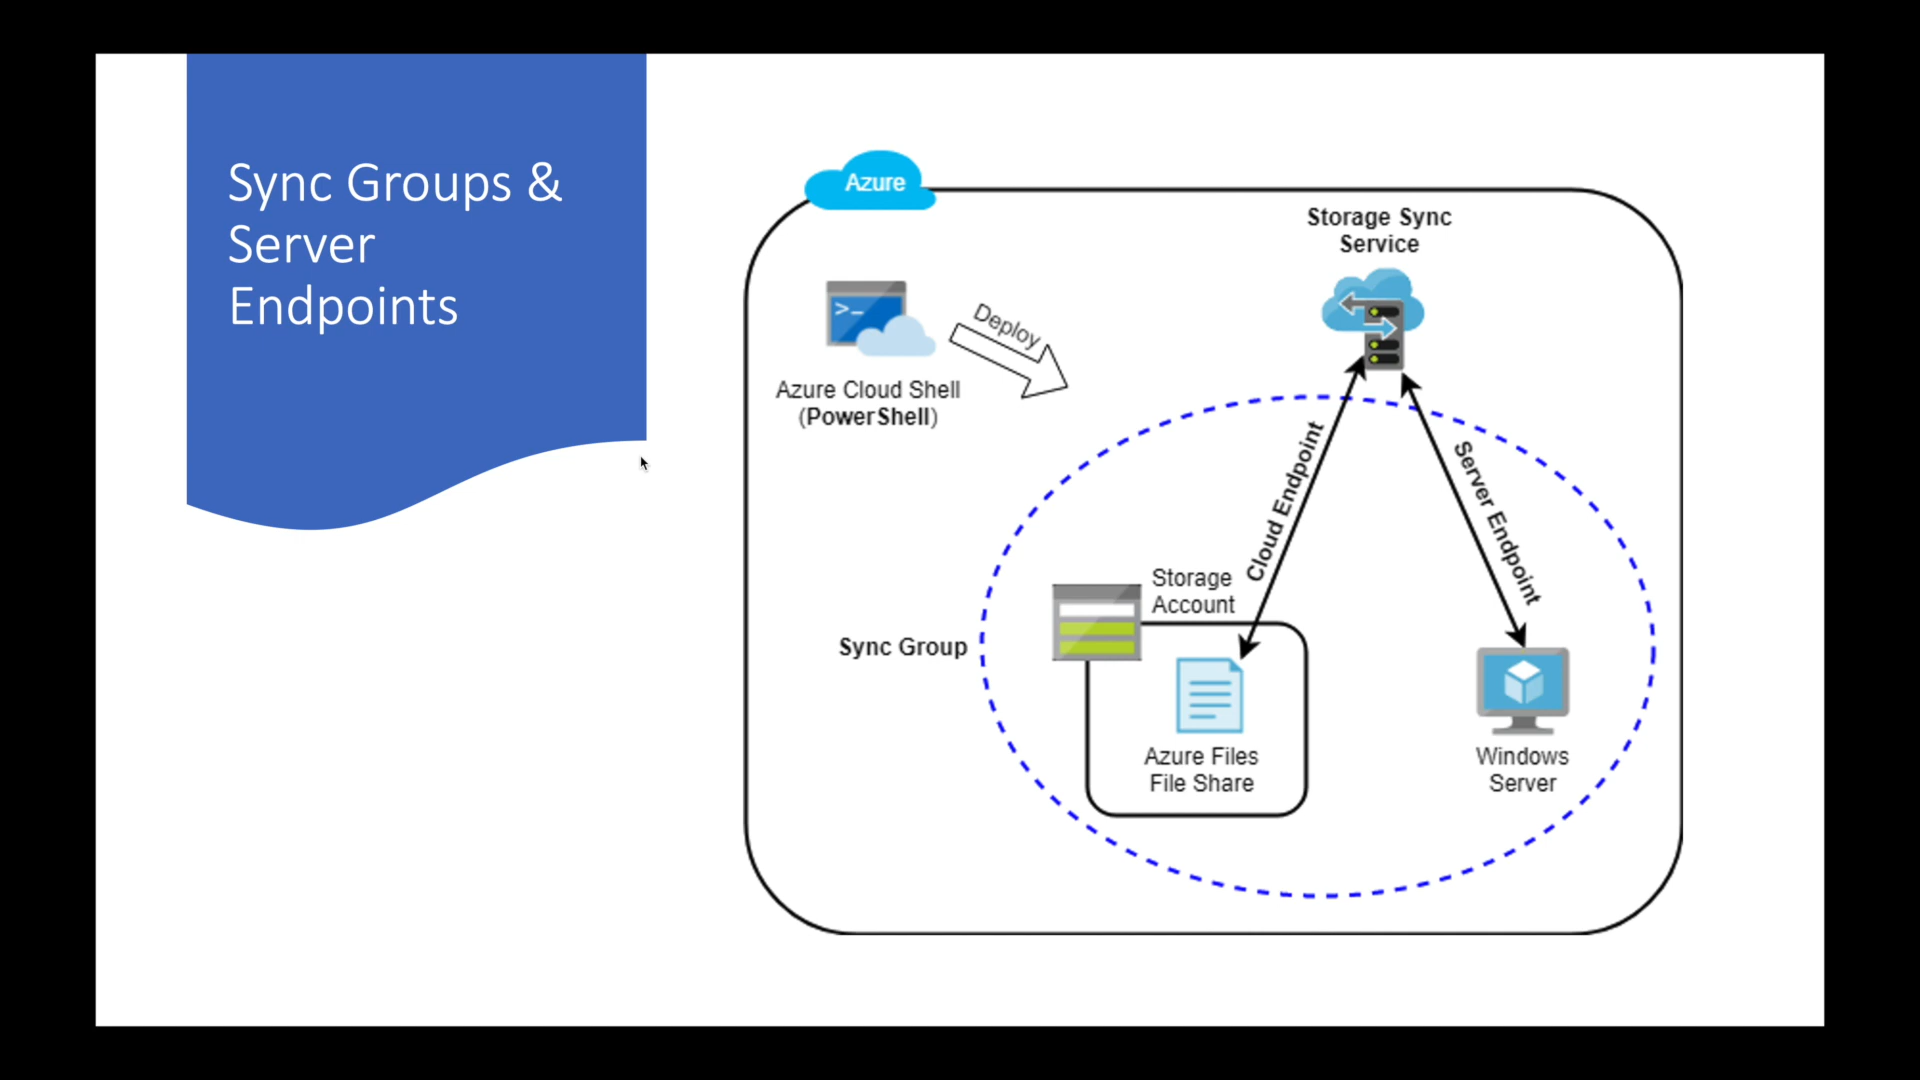 Sync Groups &
Server
Endpoints
Azure
Storage Sync
Service
>_
Deploy
Azure Cloud Shell
(PowerShell)
Cloud Endpoint
Server Endpoint
Storage
Account
Sync Group
Azure Files
File Share
Windows
Server